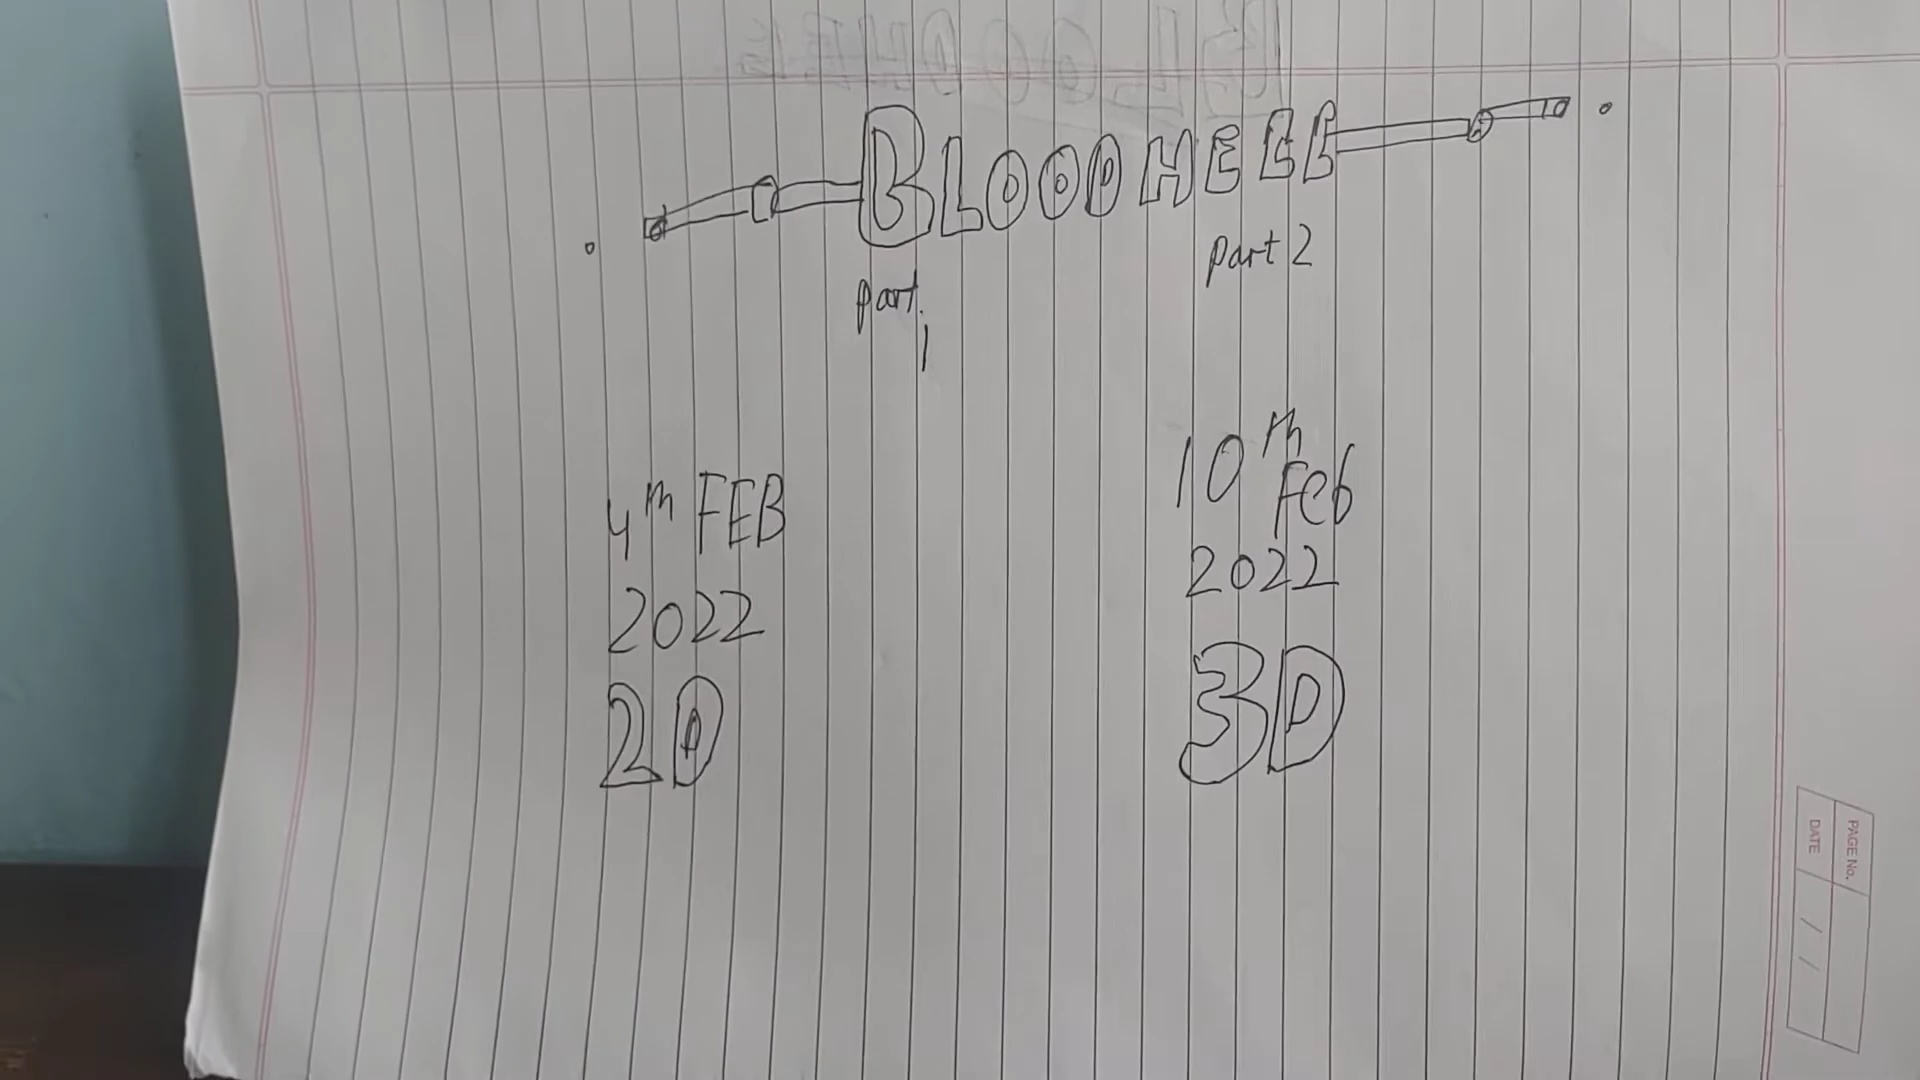 BLOODHELL
part 1
part 2
4th FEB
2022
2D
10th
Feb
2022
3D
PAGE No.
DATE